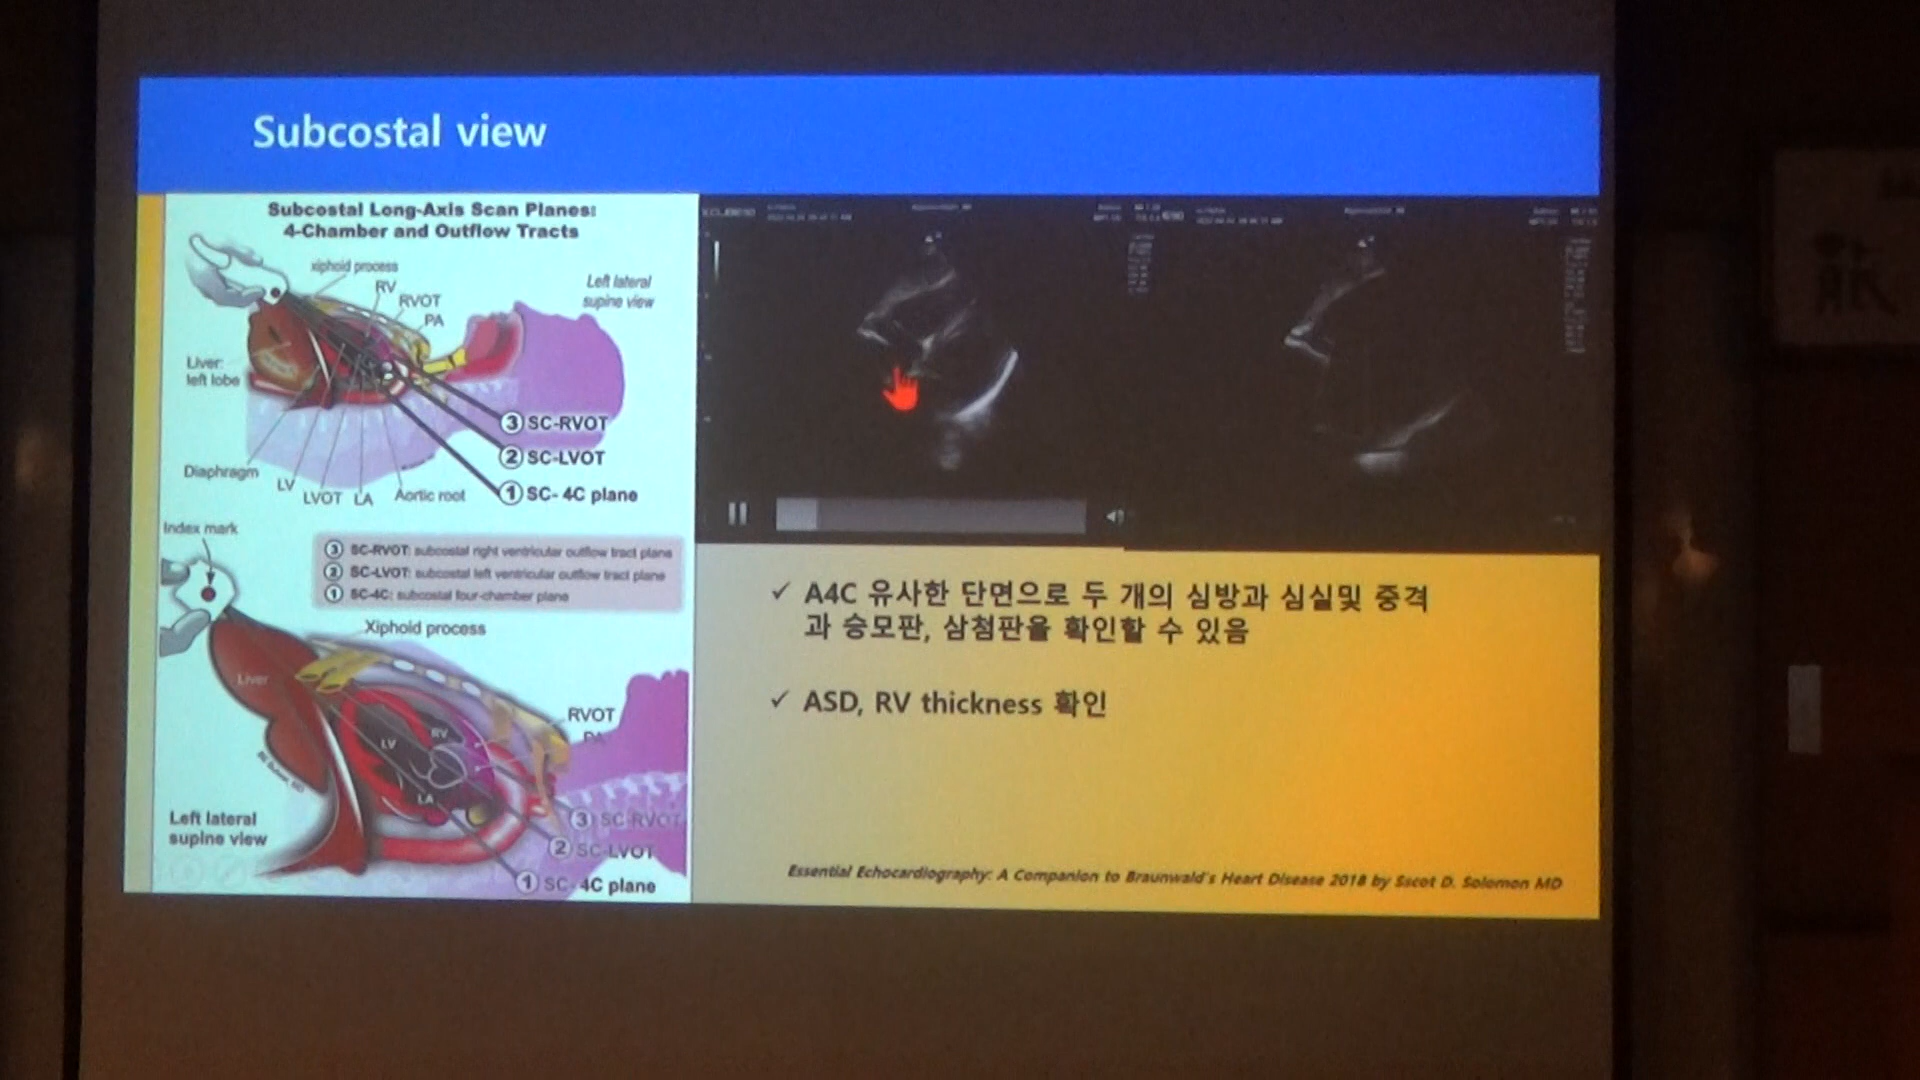 Subcostal view
Subcostal Long-Axis Scan Planes:
4-Chamber and Outflow Tracts
xiphoid process
RV
RVOT
PA
Left lateral
supine view
Liver:
left lobe
③ SC-RVOT
② SC-LVOT
① SC- 4C plane
Diaphragm
LV
LVOT
LA
Aortic root
Index mark
③ SC-RVOT: subcostal right ventricular outflow tract plane
② SC-LVOT: subcostal left ventricular outflow tract plane
① SC-4C: subcostal four-chamber plane
Xiphoid process
Liver
RVOT
PA
LV
RV
LA
Left lateral
supine view
③ SC-RVOT
② SC-LVOT
① SC- 4C plane
✓ A4C 유사한 단면으로 두 개의 심방과 심실및 중격
과 승모판, 삼첨판을 확인할 수 있음
✓ ASD, RV thickness 확인
Essential Echocardiography: A Companion to Braunwald's Heart Disease 2018 by Sscot D. Solomon MD